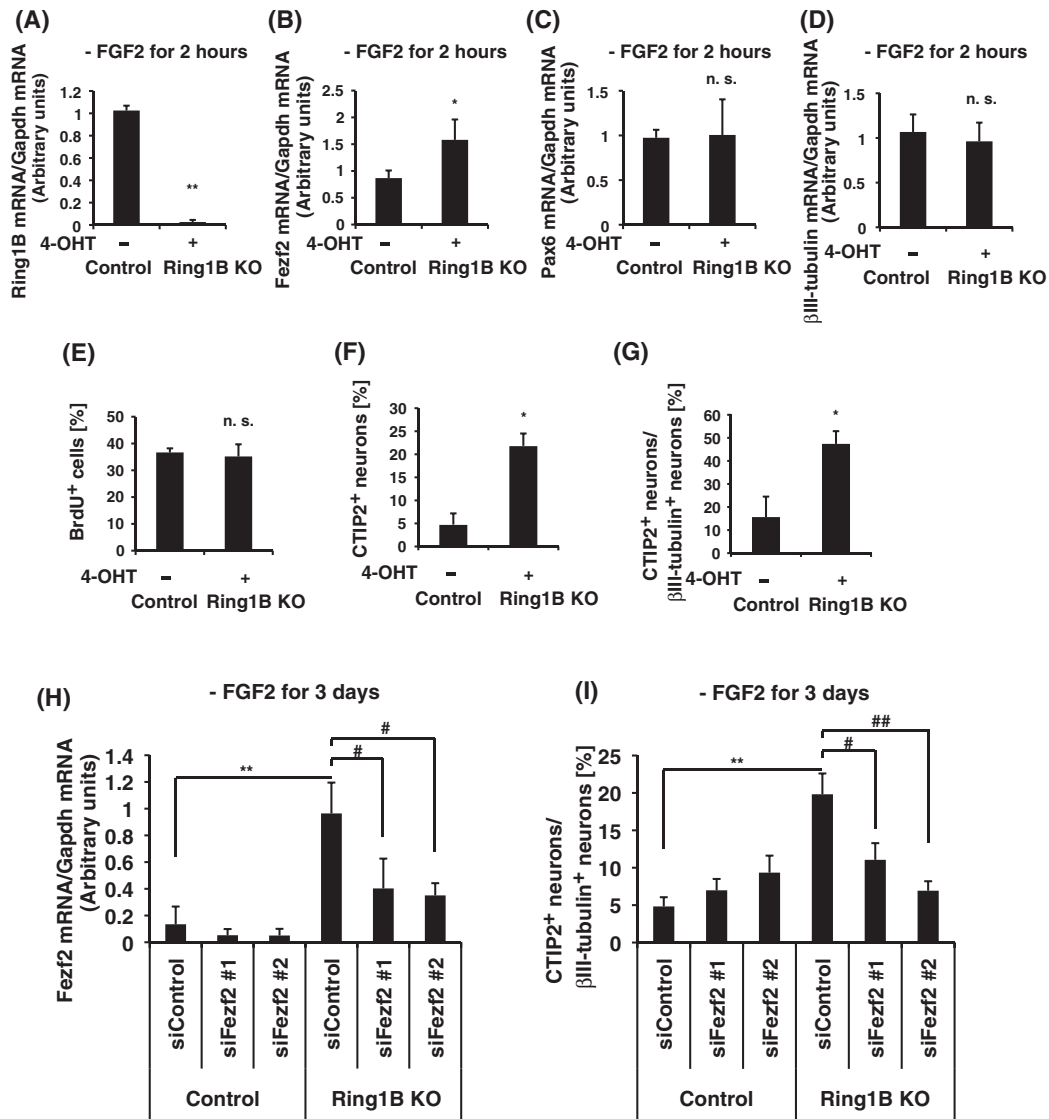 (A)
- FGF2 for 2 hours
Ring1B mRNA/Gapdh mRNA
(Arbitrary units)
1.2
1
0.8
0.6
0.4
0.2
0
**
4-OHT - +
Control Ring1B KO
(B)
- FGF2 for 2 hours
Fezf2 mRNA/Gapdh mRNA
(Arbitrary units)
2.5
2
1.5
1
0.5
0
*
4-OHT - +
Control Ring1B KO
(C)
- FGF2 for 2 hours
Pax6 mRNA/Gapdh mRNA
(Arbitrary units)
1.5
1
0.5
0
n. s.
4-OHT - +
Control Ring1B KO
(D)
- FGF2 for 2 hours
βIII-tubulin mRNA/Gapdh mRNA
(Arbitrary units)
1.5
1
0.5
0
n. s.
4-OHT - +
Control Ring1B KO
(E)
BrdU+ cells [%]
50
40
30
20
10
0
n. s.
4-OHT - +
Control Ring1B KO
(F)
CTIP2+ neurons [%]
30
25
20
15
10
5
0
*
4-OHT - +
Control Ring1B KO
(G)
CTIP2+ neurons/
βIII-tubulin+ neurons [%]
60
50
40
30
20
10
0
*
4-OHT - +
Control Ring1B KO
(H)
- FGF2 for 3 days
Fezf2 mRNA/Gapdh mRNA
(Arbitrary units)
1.4
1.2
1
0.8
0.6
0.4
0.2
0
#
#
**
siControl
siFezf2 #1
siFezf2 #2
siControl
siFezf2 #1
siFezf2 #2
Control Ring1B KO
(I)
- FGF2 for 3 days
CTIP2+ neurons/
βIII-tubulin+ neurons [%]
25
20
15
10
5
0
##
#
**
siControl
siFezf2 #1
siFezf2 #2
siControl
siFezf2 #1
siFezf2 #2
Control Ring1B KO